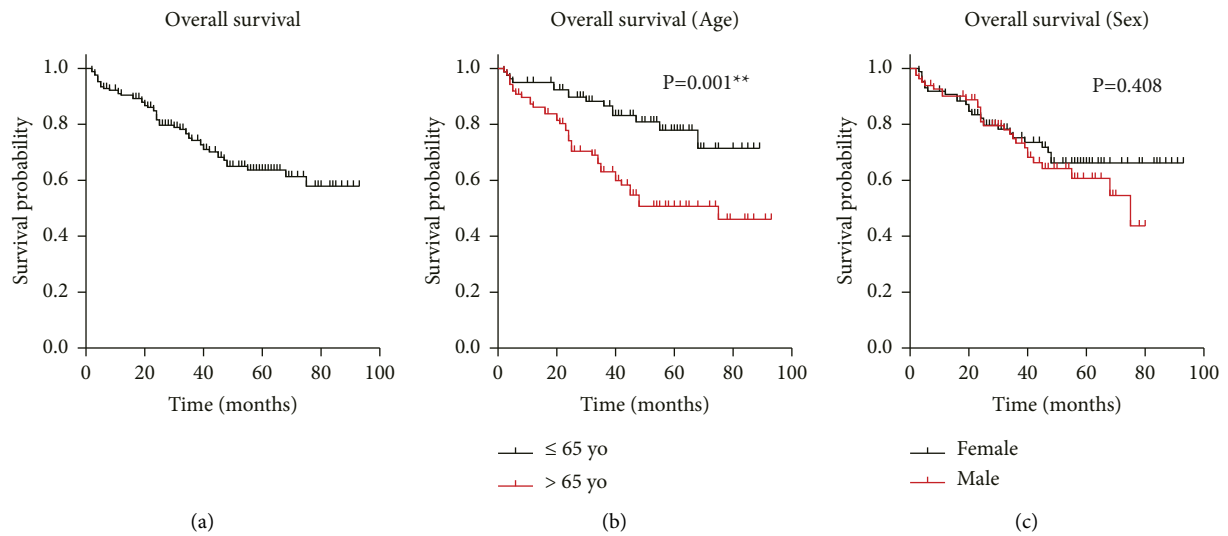 Overall survival
1.0
0.8
0.6
0.4
0.2
0.0
Survival probability
0 20 40 60 80 100
Time (months)
(a)
Overall survival (Age)
P=0.001**
1.0
0.8
0.6
0.4
0.2
0.0
Survival probability
0 20 40 60 80 100
Time (months)
≤ 65 yo
> 65 yo
(b)
Overall survival (Sex)
P=0.408
1.0
0.8
0.6
0.4
0.2
0.0
Survival probability
0 20 40 60 80 100
Time (months)
Female
Male
(c)